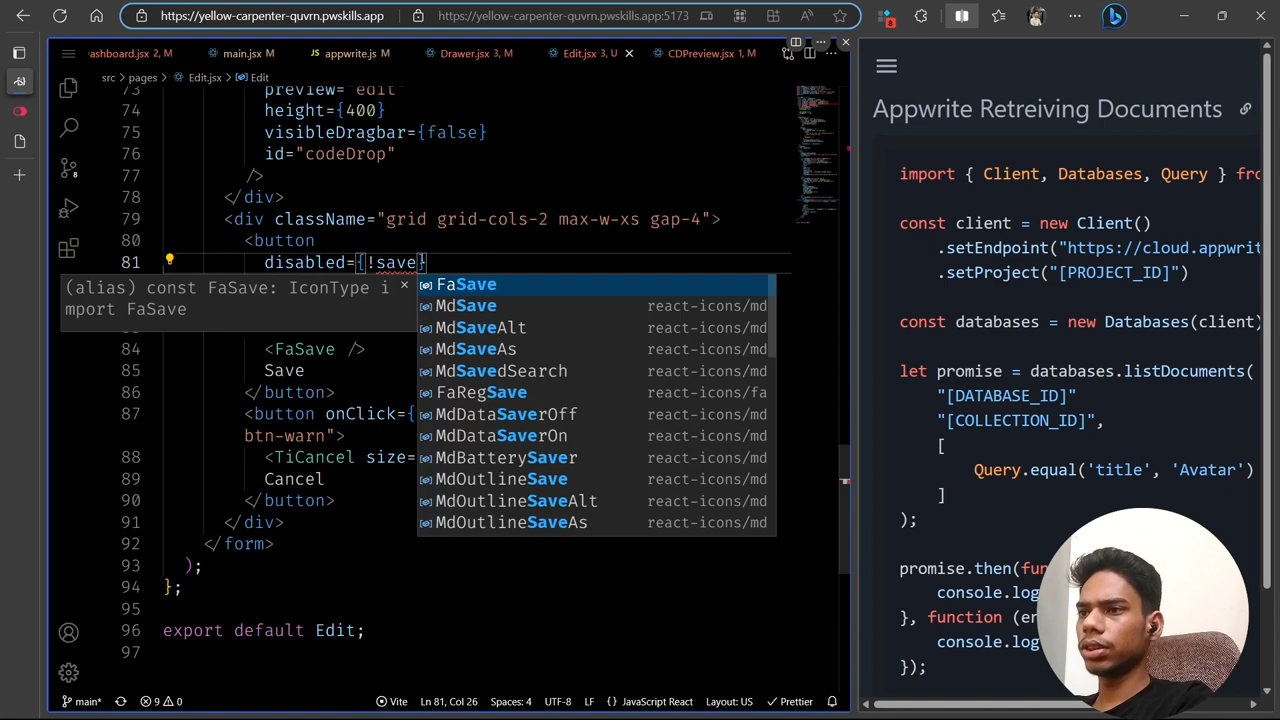 https://yellow-carpenter-quvrn.pwskills.app
https://yellow-carpenter-quvrn.pwskills.app:5173
8
ashboard.jsx 2, M
main.jsx M
appwrite.js M
Drawer.jsx 3, M
Edit.jsx 3, U
CDPreview.jsx 1, M
src > pages > Edit.jsx > Edit
73 preview="edit"
74 height={400}
75 visibleDragbar={false}
76 id="codeDrop"
77 />
78 </div>
79 <div className="grid grid-cols-2 max-w-xs gap-4">
80 <button
81 disabled={!save}
(alias) const FaSave: IconType i
mport FaSave
FaSave
MdSave react-icons/md
MdSaveAlt react-icons/md
MdSaveAs react-icons/md
MdSavedSearch react-icons/md
FaRegSave react-icons/fa
MdDataSaverOff react-icons/md
MdDataSaverOn react-icons/md
MdBatterySaver react-icons/md
MdOutlineSave react-icons/md
MdOutlineSaveAlt react-icons/md
MdOutlineSaveAs react-icons/md
84 <FaSave />
85 Save
86 </button>
87 <button onClick={
btn-warn">
88 <TiCancel size=
89 Cancel
90 </button>
91 </div>
92 </form>
93 );
94 };
95
96 export default Edit;
97
8
main*
9 0
Vite
Ln 81, Col 26
Spaces: 4
UTF-8
LF
{ } JavaScript React
Layout: US
Prettier
Appwrite Retreiving Documents
import { Client, Databases, Query } fro
const client = new Client()
.setEndpoint("https://cloud.appwrit
.setProject("[PROJECT_ID]")
const databases = new Databases(client)
let promise = databases.listDocuments(
"[DATABASE_ID]"
"[COLLECTION_ID]",
[
Query.equal('title', 'Avatar')
]
);
promise.then(fun
console.log
}, function (er
console.log
});